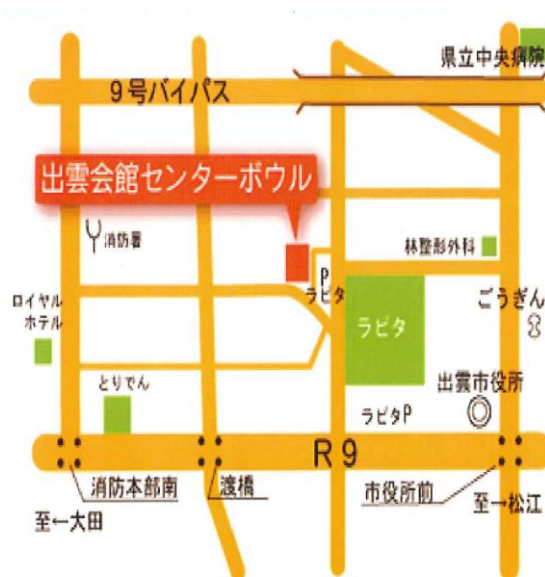 県立中央病院
9号バイパス
出雲会館センターボウル
消防署
林整形外科
P
ラピタ
ごうぎん
ロイヤル
ホテル
ラピタ
とりでん
出雲市役所
ラピタP
R9
消防本部南
渡橋
市役所前
至→松江
至←大田